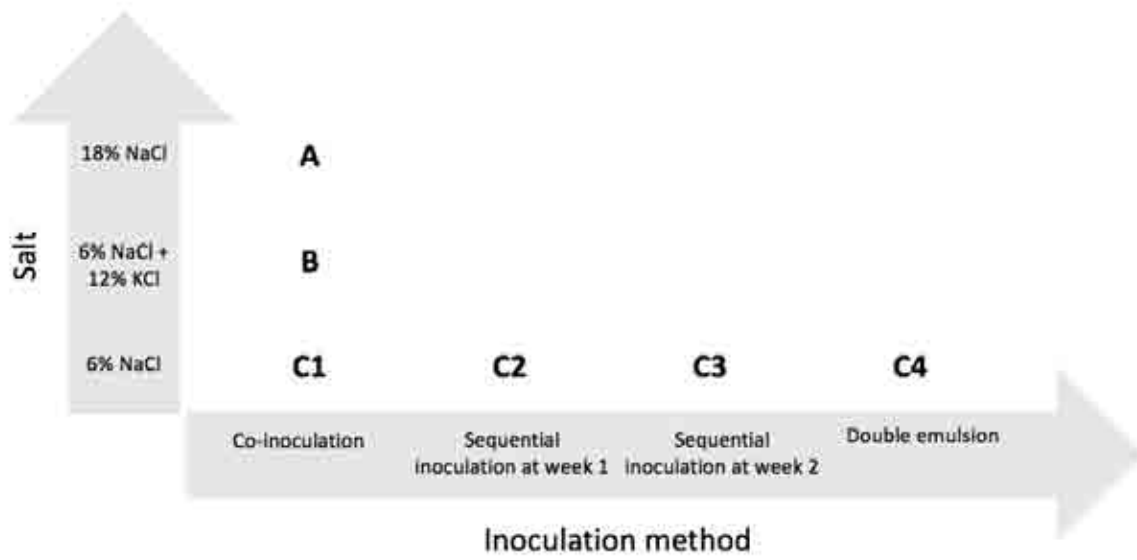 18% NaCl
A
Salt
6% NaCl +
12% KCl
B
6% NaCl
C1
C2
C3
C4
Co-inoculation
Sequential
inoculation at week 1
Sequential
inoculation at week 2
Double emulsion
Inoculation method